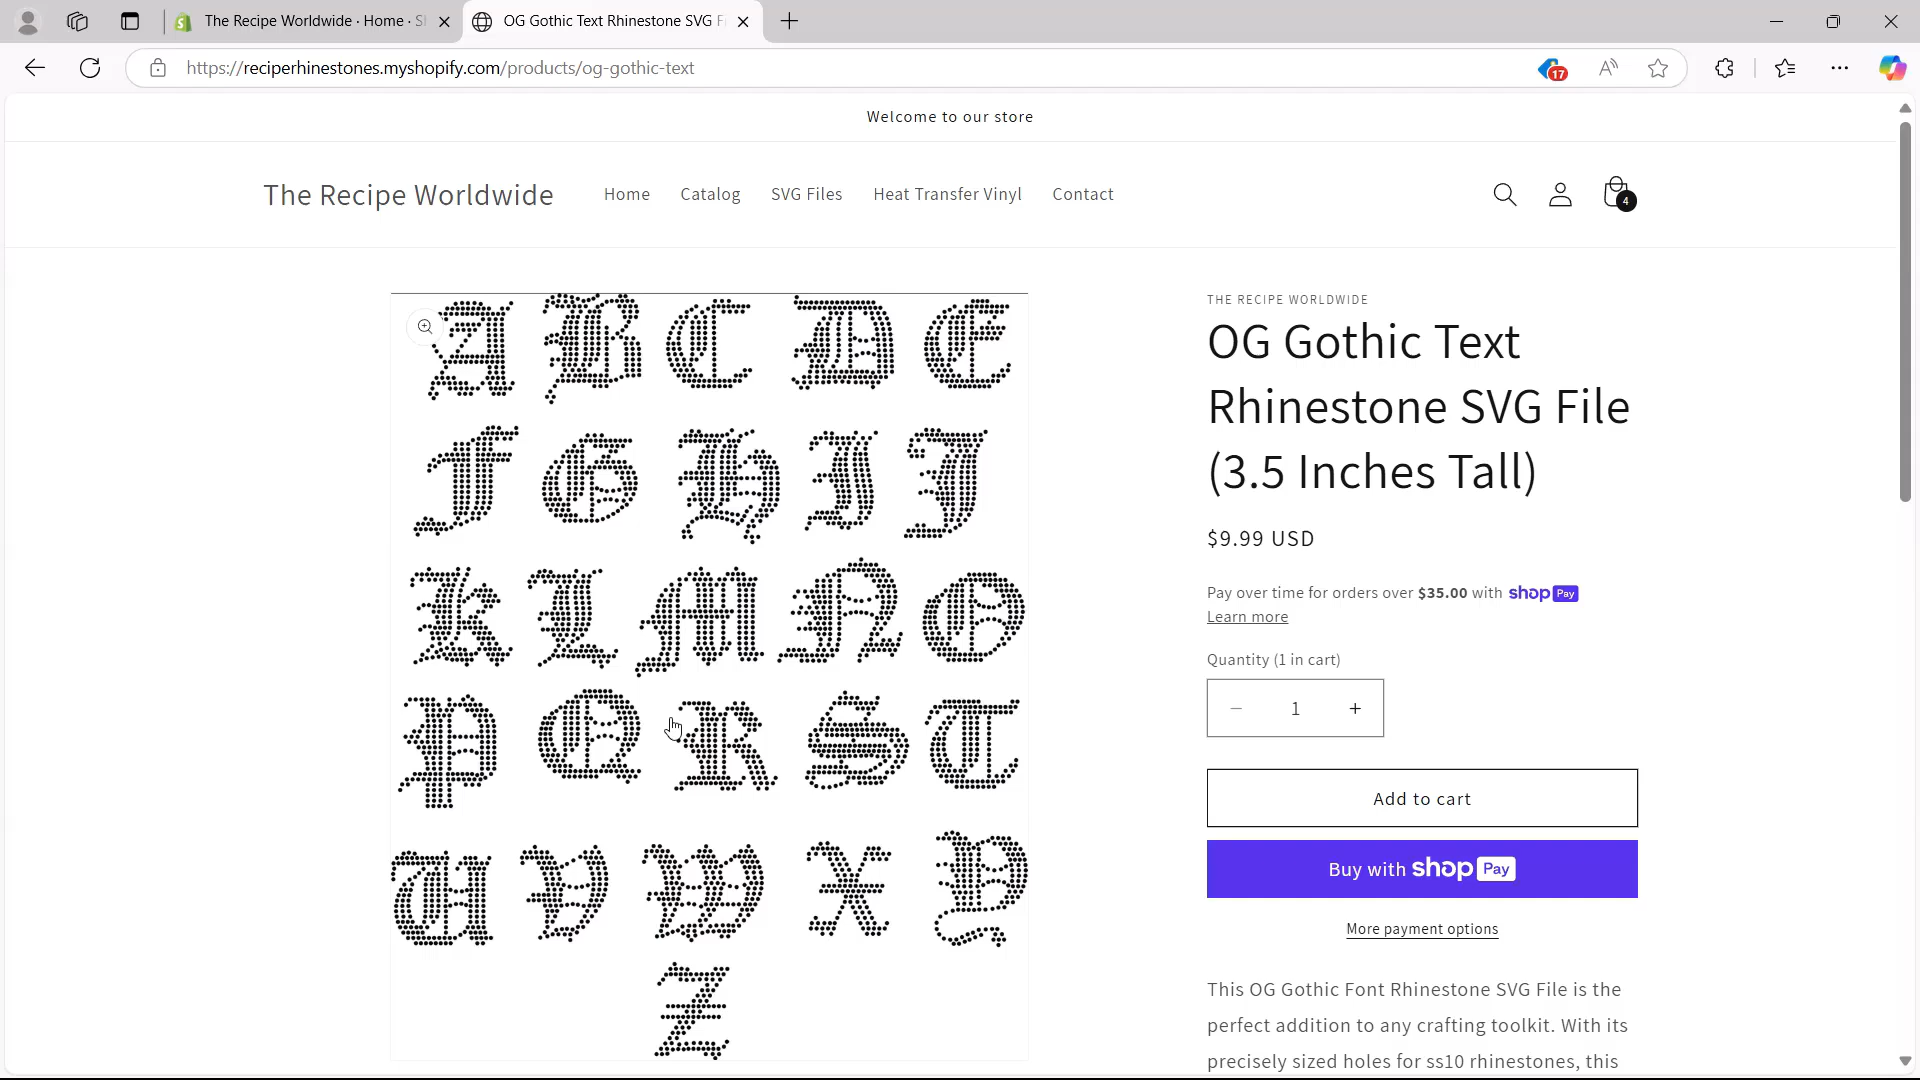 The Recipe Worldwide · Home · S
OG Gothic Text Rhinestone SVG F
https://reciperhinestones.myshopify.com/products/og-gothic-text
17
Welcome to our store
The Recipe Worldwide
Home
Catalog
SVG Files
Heat Transfer Vinyl
Contact
4
A B C D E
F G H I J
K L M N O
P Q R S T
U V W X Y
Z
THE RECIPE WORLDWIDE
OG Gothic Text
Rhinestone SVG File
(3.5 Inches Tall)
$9.99 USD
Pay over time for orders over $35.00 with shop Pay
Learn more
Quantity (1 in cart)
− 1 +
Add to cart
Buy with shop Pay
More payment options
This OG Gothic Font Rhinestone SVG File is the
perfect addition to any crafting toolkit. With its
precisely sized holes for ss10 rhinestones, this